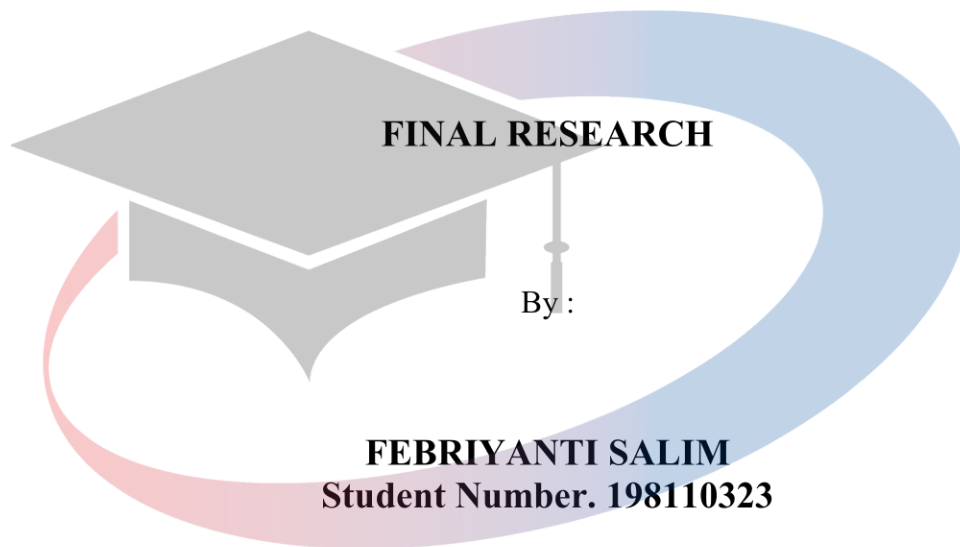 FINAL RESEARCH
By :
FEBRIYANTI SALIM
Student Number. 198110323